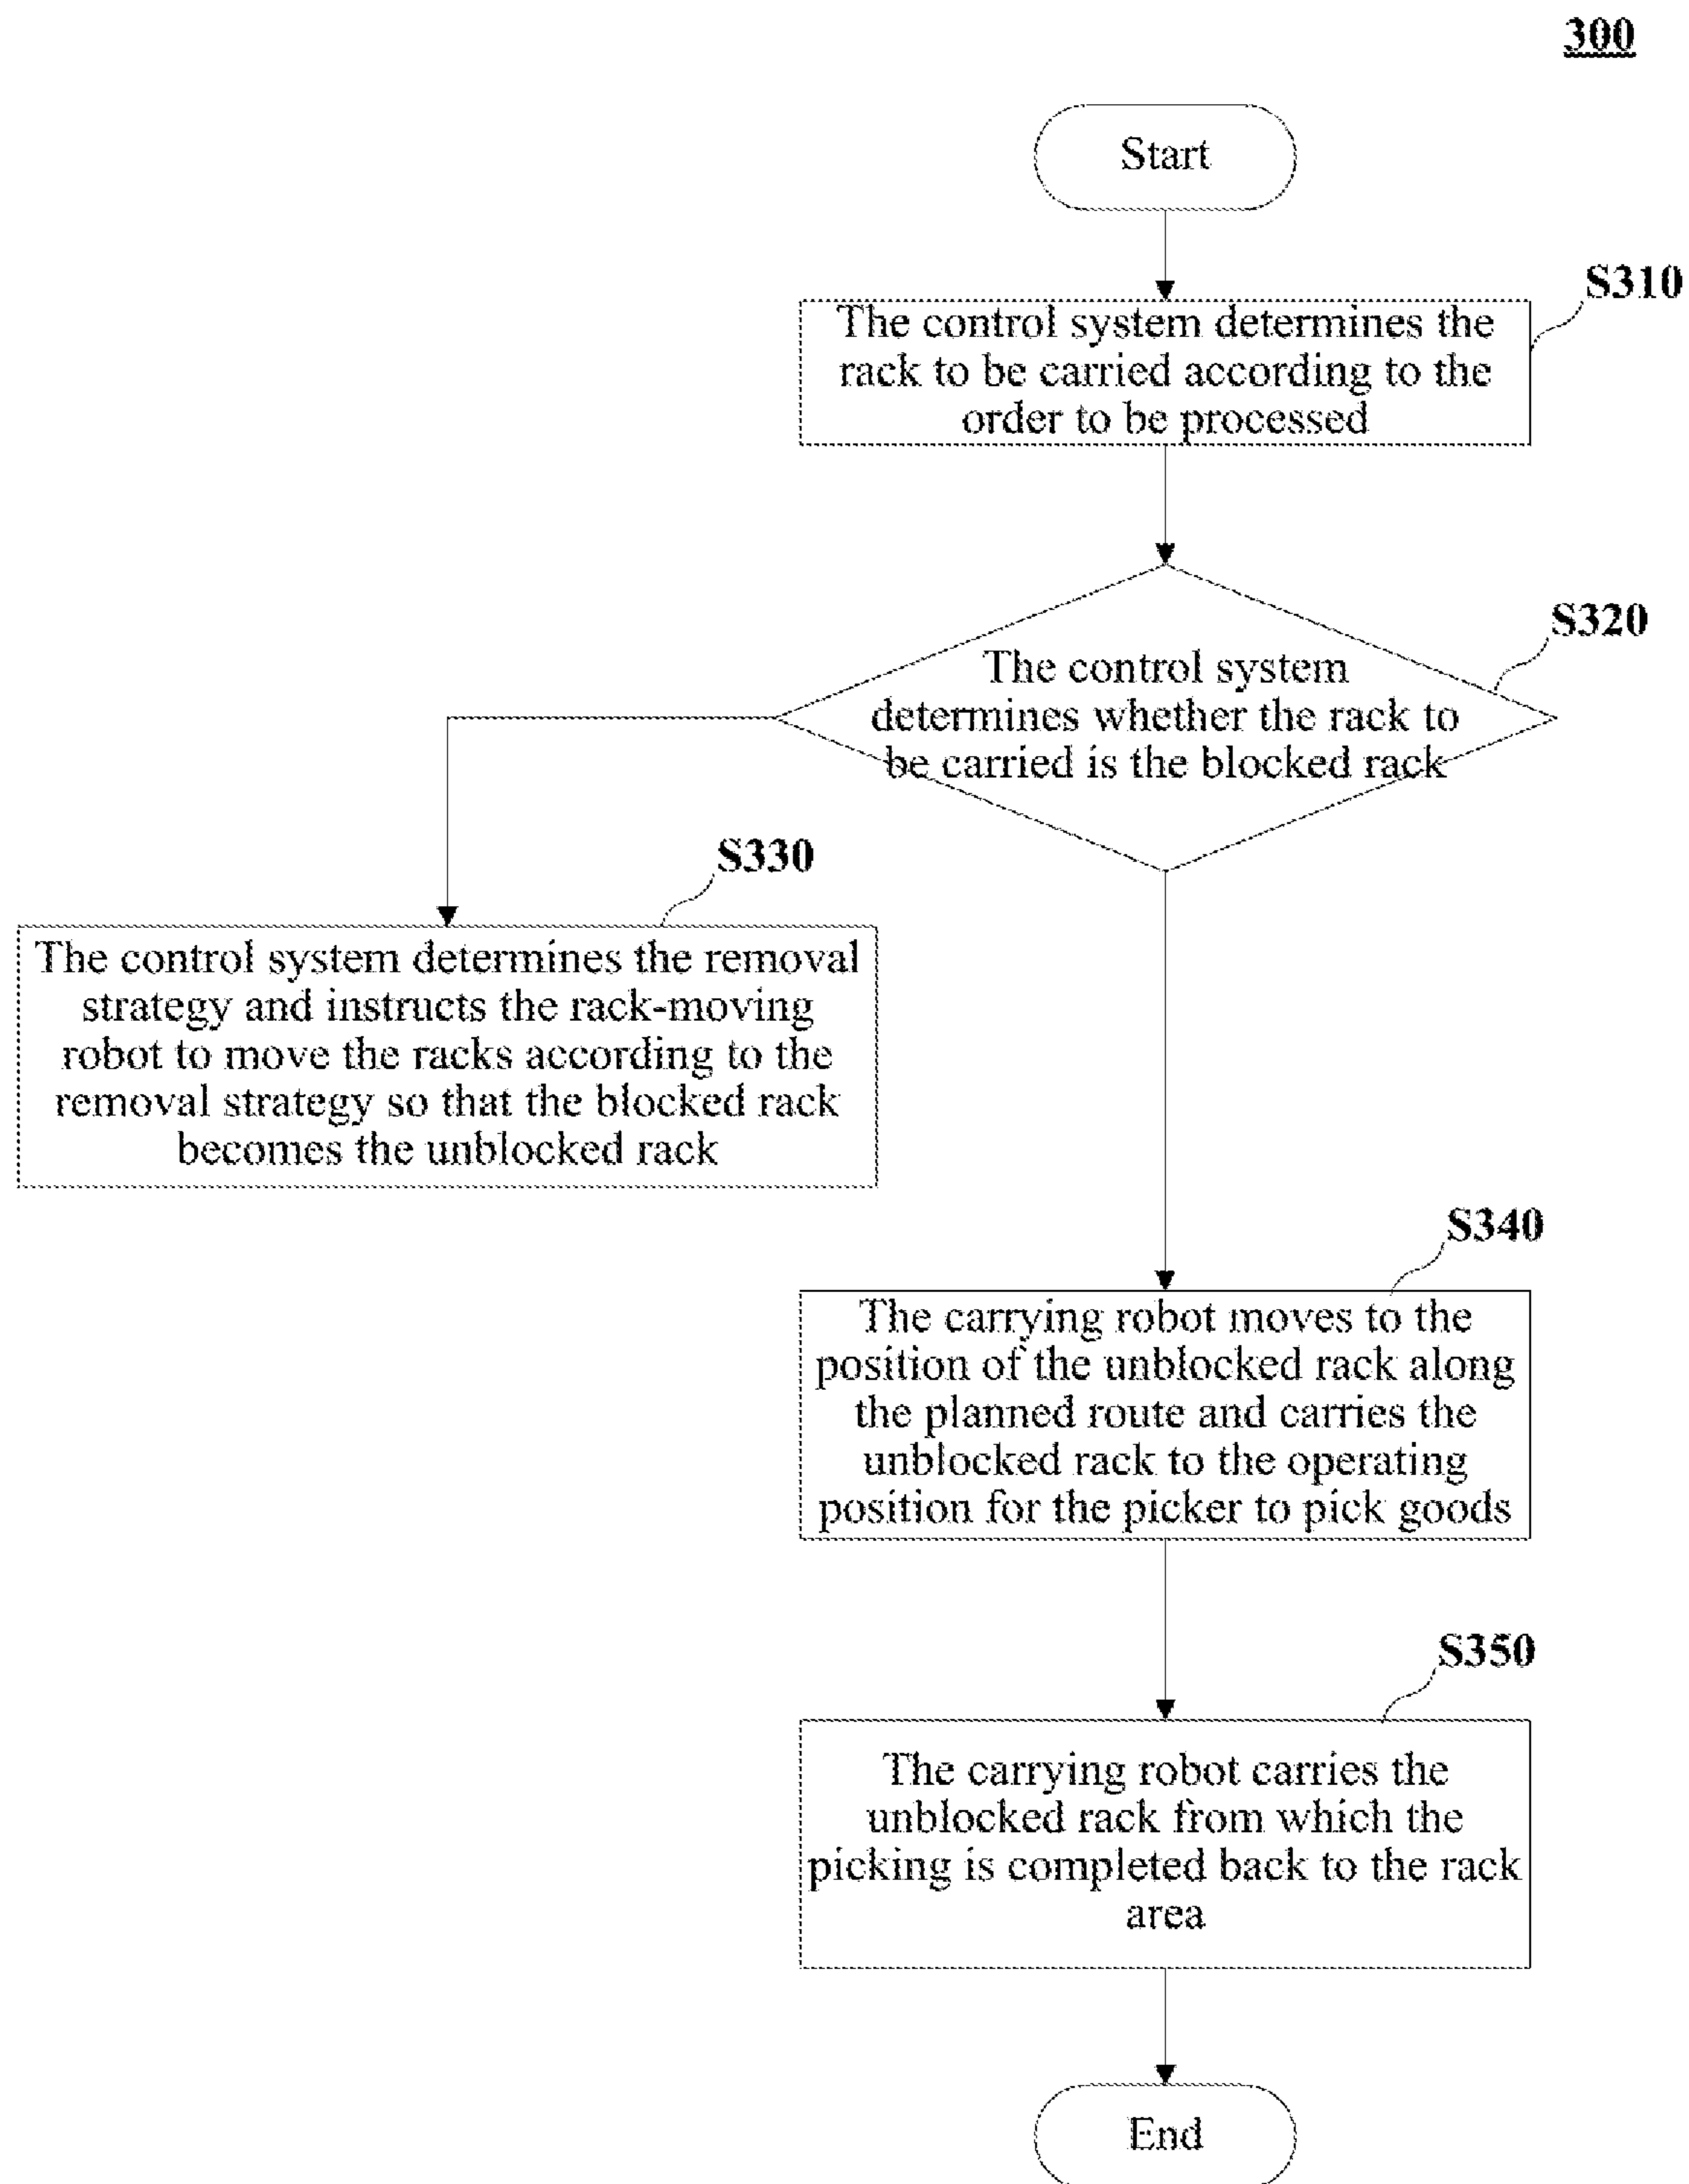 300
Start
S310
The control system determines the
rack to be carried according to the
order to be processed
S320
The control system
determines whether the rack to
be carried is the blocked rack
S330
The control system determines the removal
strategy and instructs the rack-moving
robot to move the racks according to the
removal strategy so that the blocked rack
becomes the unblocked rack
S340
The carrying robot moves to the
position of the unblocked rack along
the planned route and carries the
unblocked rack to the operating
position for the picker to pick goods
S350
The carrying robot carries the
unblocked rack from which the
picking is completed back to the rack
area
End